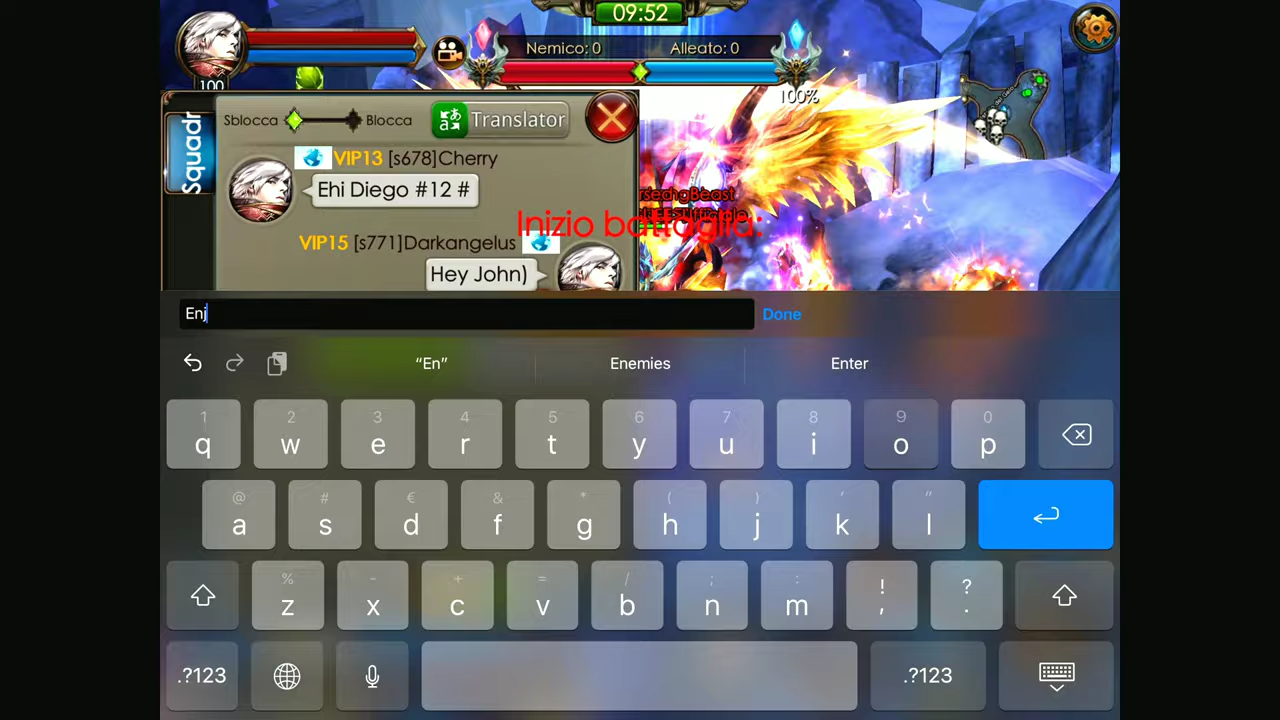 09:52
Nemico: 0
Alleato: 0
100
100%
Sblocca
Blocca
Translator
Squadr
VIP13 [s678]Cherry
Ehi Diego #12 #
Inizio battaglia:
VIP15 [s771]Darkangelus
Hey John)
Enj
Done
“En”
Enemies
Enter
1 2 3 4 5 6 7 8 9 0
q w e r t y u i o p
@ # € & * ( ) ' "
a s d f g h j k l
% - + = / ; : ! ?
z x c v b n m , .
.?123
.?123